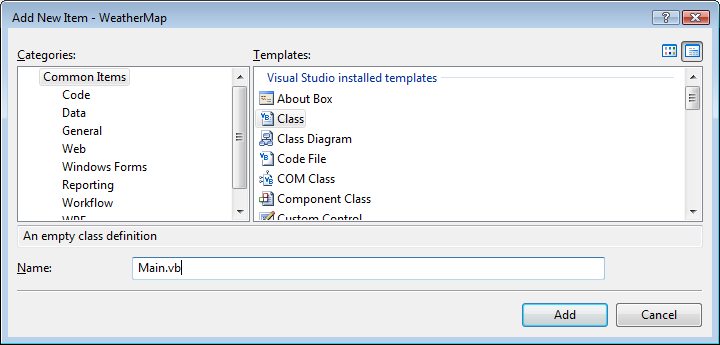 Add New Item - WeatherMap
Categories:
Templates:
Common Items
Code
Data
General
Web
Windows Forms
Reporting
Workflow
WPF
Visual Studio installed templates
About Box
Class
Class Diagram
Code File
COM Class
Component Class
Custom Control
An empty class definition
Name:
Main.vb
Add
Cancel